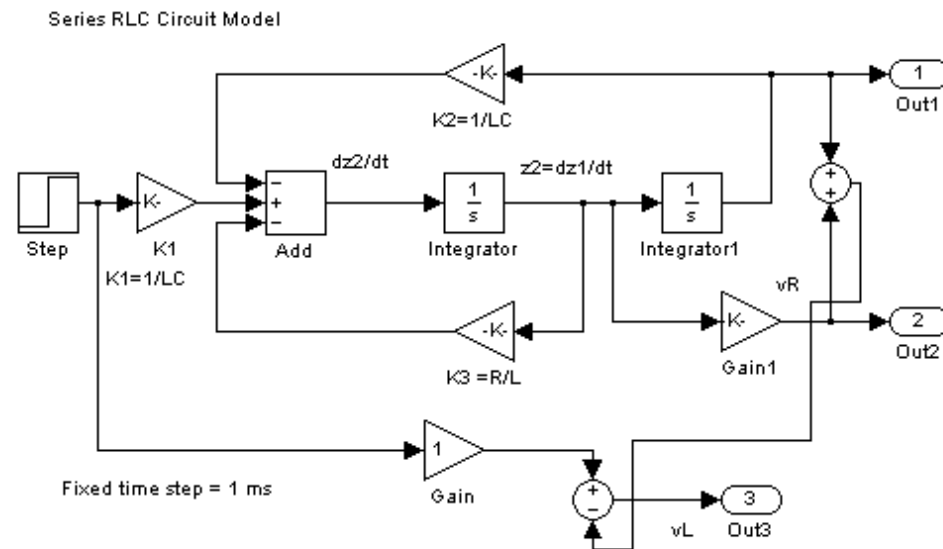 Series RLC Circuit Model
-K-
1
Out1
K2=1/LC
dz2/dt
z2=dz1/dt
+
+
Step
K-
K1
K1=1/LC
−
+
−
Add
1
s
Integrator
1
s
Integrator1
vR
K-
Gain1
2
Out2
-K-
K3 =R/L
1
Gain
Fixed time step = 1 ms
+
−
vL
3
Out3